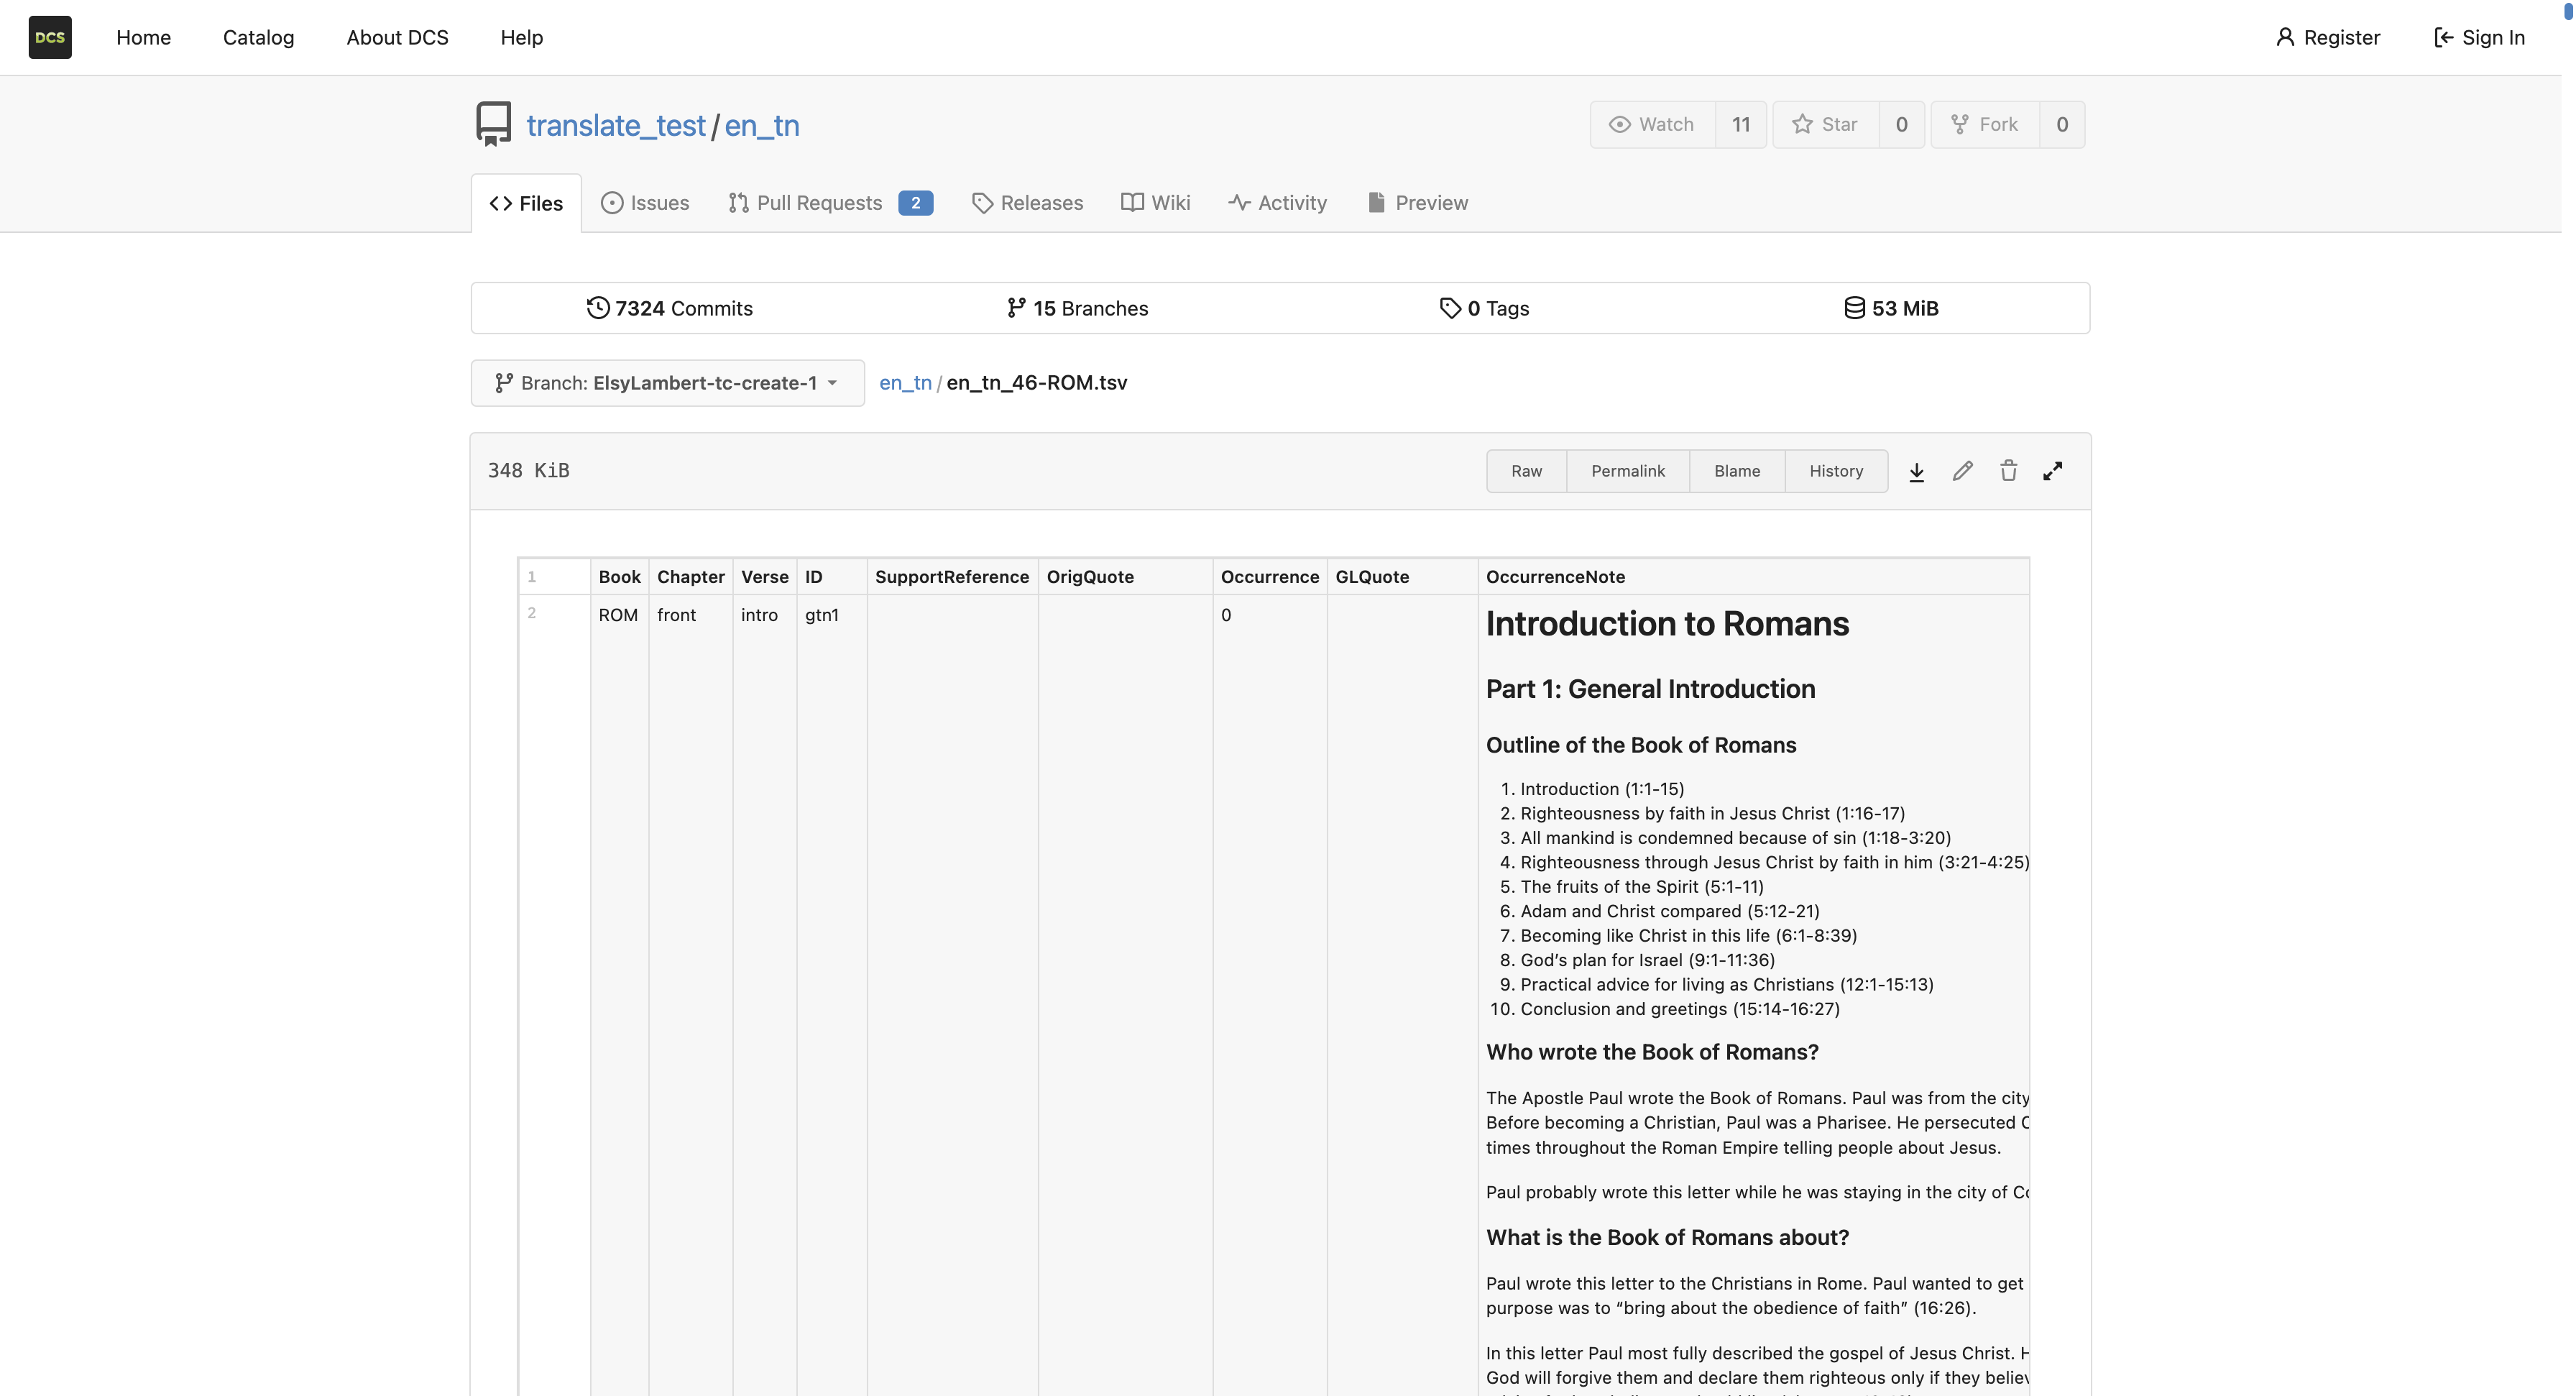 DCS Home Catalog About DCS Help Register Sign In
translate_test / en_tn Watch 11 Star 0 Fork 0
Files Issues Pull Requests 2 Releases Wiki Activity Preview
7324 Commits 15 Branches 0 Tags 53 MiB
Branch: ElsyLambert-tc-create-1 en_tn / en_tn_46-ROM.tsv
348 KiB Raw Permalink Blame History
1 Book Chapter Verse ID SupportReference OrigQuote Occurrence GLQuote OccurrenceNote
2 ROM front intro gtn1 0 Introduction to Romans
Part 1: General Introduction
Outline of the Book of Romans
1. Introduction (1:1-15)
2. Righteousness by faith in Jesus Christ (1:16-17)
3. All mankind is condemned because of sin (1:18-3:20)
4. Righteousness through Jesus Christ by faith in him (3:21-4:25)
5. The fruits of the Spirit (5:1-11)
6. Adam and Christ compared (5:12-21)
7. Becoming like Christ in this life (6:1-8:39)
8. God’s plan for Israel (9:1-11:36)
9. Practical advice for living as Christians (12:1-15:13)
10. Conclusion and greetings (15:14-16:27)
Who wrote the Book of Romans?
The Apostle Paul wrote the Book of Romans. Paul was from the city
Before becoming a Christian, Paul was a Pharisee. He persecuted
times throughout the Roman Empire telling people about Jesus.
Paul probably wrote this letter while he was staying in the city of
What is the Book of Romans about?
Paul wrote this letter to the Christians in Rome. Paul wanted to get
purpose was to “bring about the obedience of faith” (16:26).
In this letter Paul most fully described the gospel of Jesus Christ.
God will forgive them and declare them righteous only if they